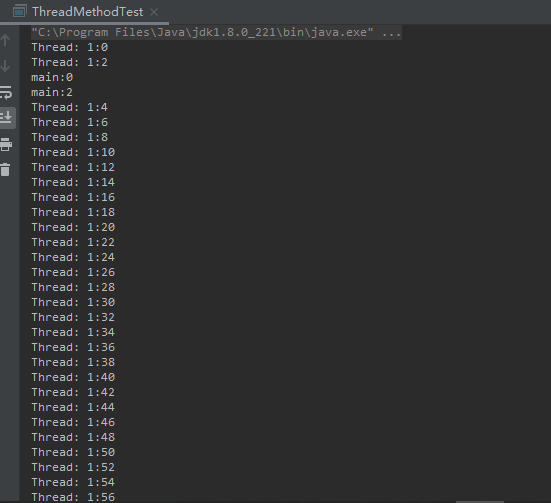 ThreadMethodTest
"C:\Program Files\Java\jdk1.8.0_221\bin\java.exe" ...
Thread: 1:0
Thread: 1:2
main:0
main:2
Thread: 1:4
Thread: 1:6
Thread: 1:8
Thread: 1:10
Thread: 1:12
Thread: 1:14
Thread: 1:16
Thread: 1:18
Thread: 1:20
Thread: 1:22
Thread: 1:24
Thread: 1:26
Thread: 1:28
Thread: 1:30
Thread: 1:32
Thread: 1:34
Thread: 1:36
Thread: 1:38
Thread: 1:40
Thread: 1:42
Thread: 1:44
Thread: 1:46
Thread: 1:48
Thread: 1:50
Thread: 1:52
Thread: 1:54
Thread: 1:56